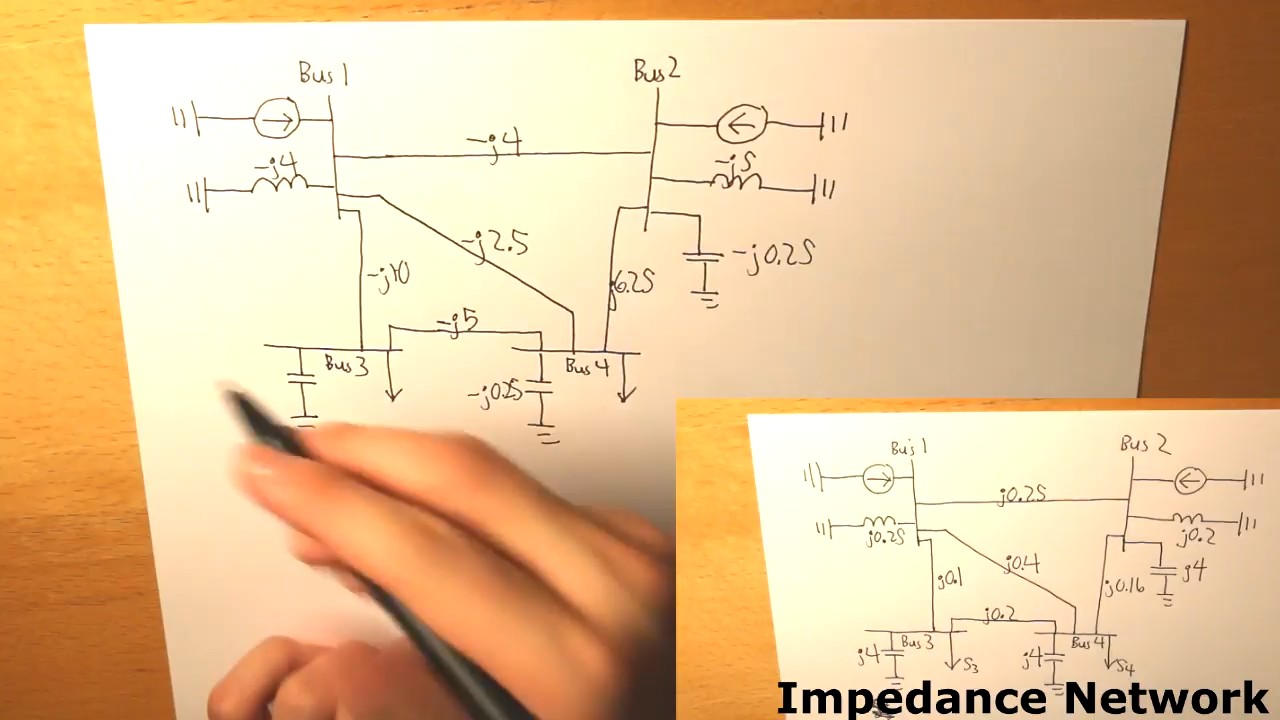 Bus 1
Bus 2
-j4
-j4
-j5
-j2.5
-j0.25
-j10
j6.25
-j5
Bus 3
Bus 4
-j0.25
Bus 1
Bus 2
j0.25
j0.25
j0.2
j0.4
j4
j0.1
j0.16
j0.2
Bus 3
Bus 4
j4
S3
j4
S4
Impedance Network